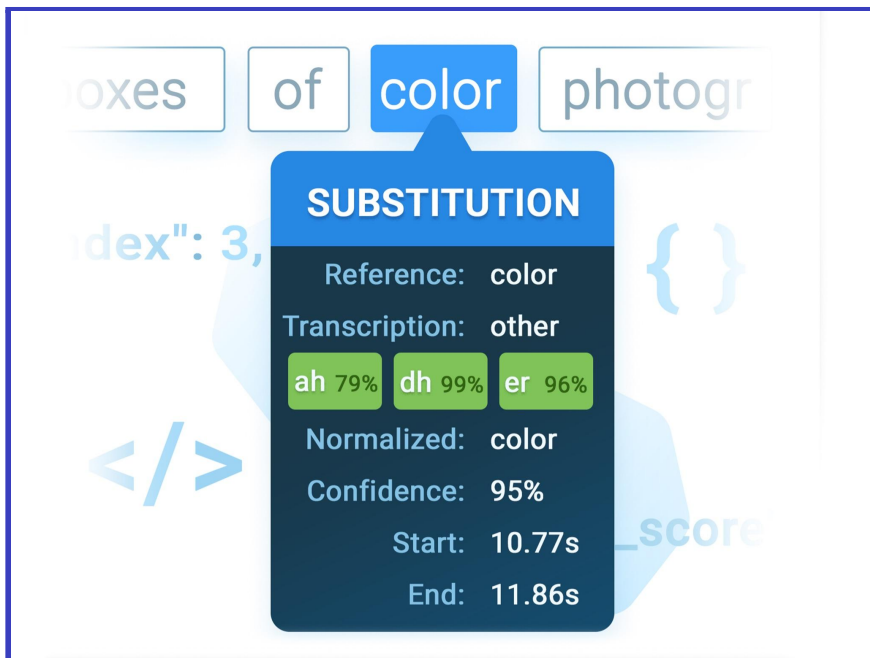 oxes of color photogr
SUBSTITUTION
ndex": 3, { }
Reference: color
Transcription: other
ah 79% dh 99% er 96%
Normalized: color
</> Confidence: 95%
Start: 10.77s _score
End: 11.86s